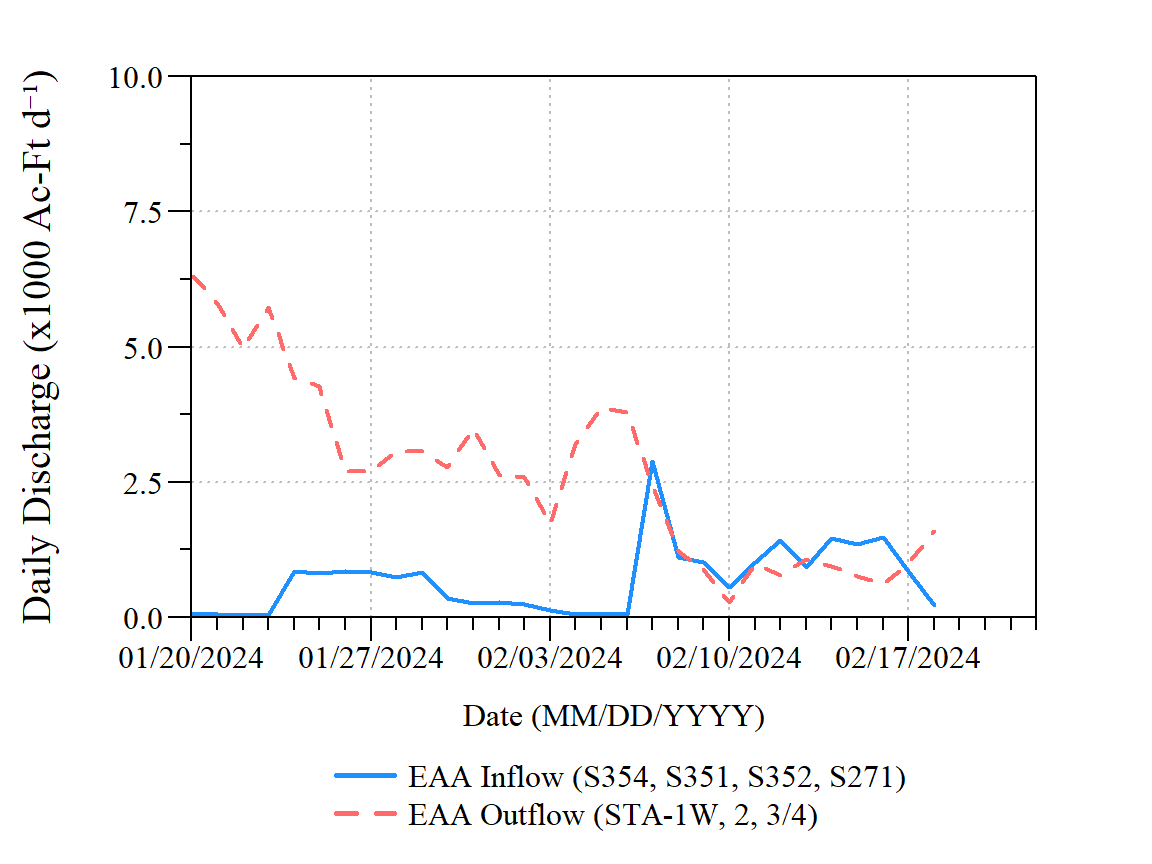 Daily Discharge (x1000 Ac-Ft d⁻¹)
10.0
7.5
5.0
2.5
0.0
01/20/2024 01/27/2024 02/03/2024 02/10/2024 02/17/2024
Date (MM/DD/YYYY)
EAA Inflow (S354, S351, S352, S271)
EAA Outflow (STA-1W, 2, 3/4)